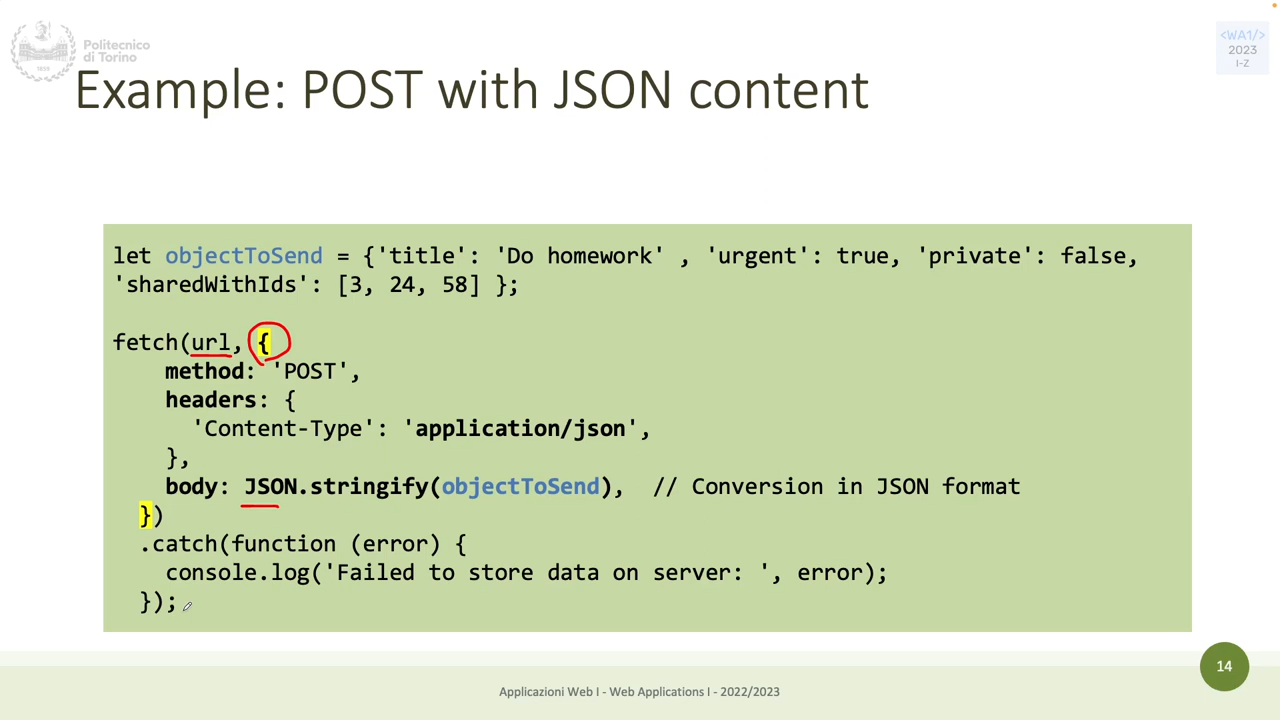 Politecnico
di Torino
1859
<WA1/>
2023
I-Z
Example: POST with JSON content
let objectToSend = {'title': 'Do homework' , 'urgent': true, 'private': false,
'sharedWithIds': [3, 24, 58] };
fetch(url, {
method: 'POST',
headers: {
'Content-Type': 'application/json',
},
body: JSON.stringify(objectToSend),  // Conversion in JSON format
})
.catch(function (error) {
console.log('Failed to store data on server: ', error);
});
14
Applicazioni Web I - Web Applications I - 2022/2023